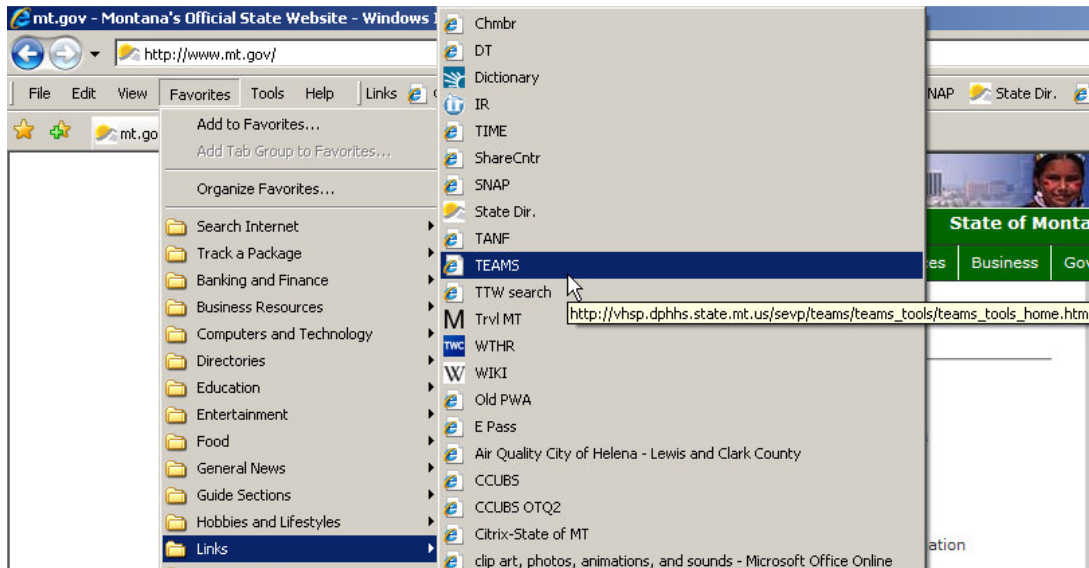 mt.gov - Montana's Official State Website - Windows
http://www.mt.gov/
File Edit View Favorites Tools Help Links
NAP State Dir.
mt.go
Add to Favorites...
Add Tab Group to Favorites...
Organize Favorites...
Search Internet
Track a Package
Banking and Finance
Business Resources
Computers and Technology
Directories
Education
Entertainment
Food
General News
Guide Sections
Hobbies and Lifestyles
Links
Chmbr
DT
Dictionary
IR
TIME
ShareCntr
SNAP
State Dir.
TANF
TEAMS
TTW search
http://vhsp.dphhs.state.mt.us/sevp/teams/teams_tools/teams_tools_home.htm
M Trvl MT
TWC WTHR
W WIKI
Old PWA
E Pass
Air Quality City of Helena - Lewis and Clark County
CCUBS
CCUBS OTQ2
Citrix-State of MT
clip art, photos, animations, and sounds - Microsoft Office Online
State of Monta
es Business Gov
ation